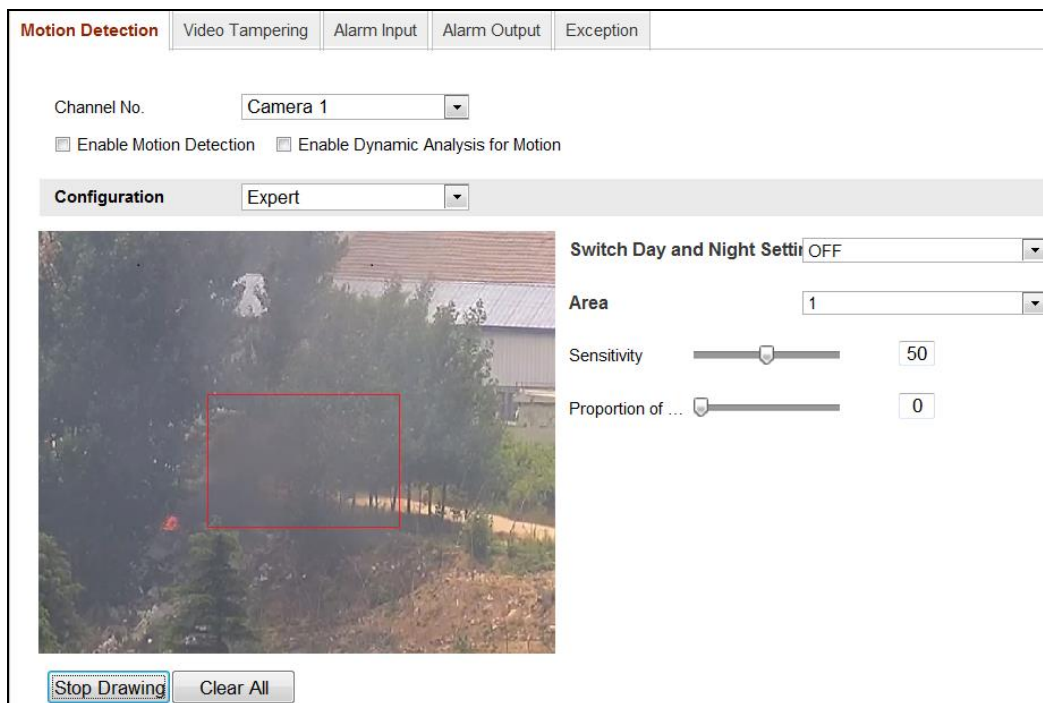 Motion Detection Video Tampering Alarm Input Alarm Output Exception
Channel No. Camera 1
Enable Motion Detection Enable Dynamic Analysis for Motion
Configuration Expert
Switch Day and Night Settin OFF
Area 1
Sensitivity 50
Proportion of ... 0
Stop Drawing Clear All